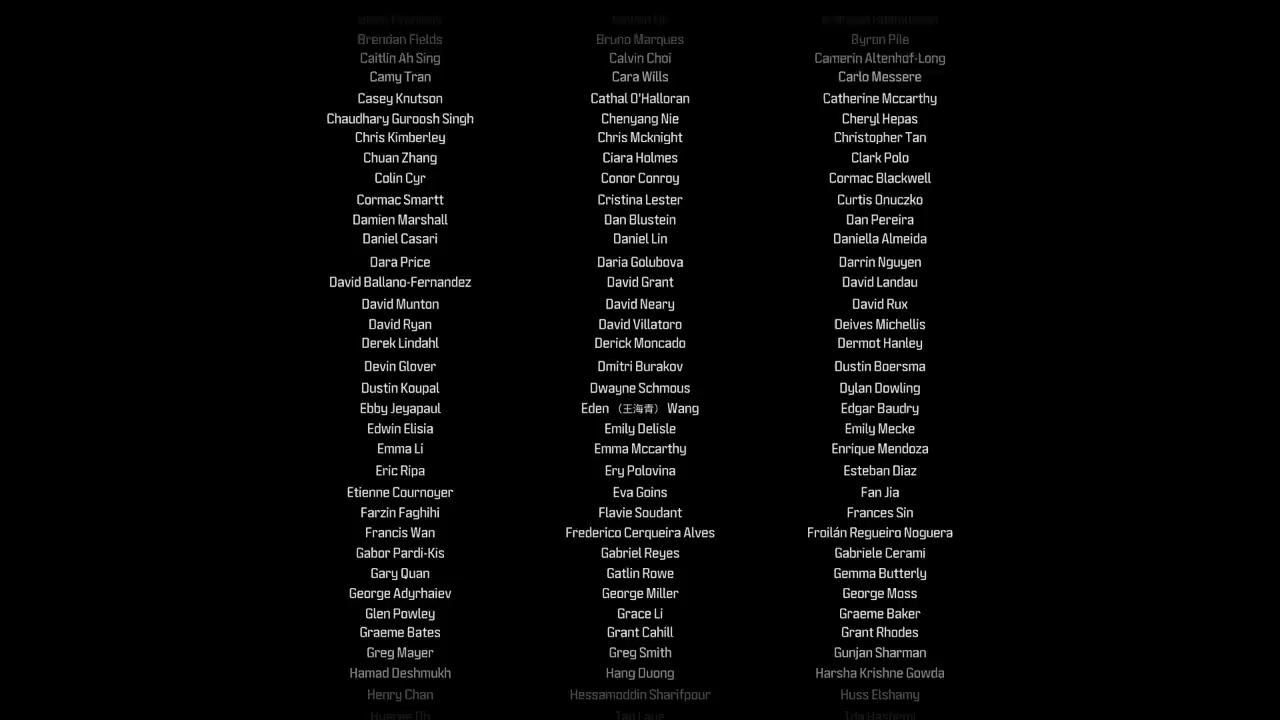 Brendan Fields Bruno Marques Byron Pile
Caitlin Ah Sing Calvin Choi Camerin Altenhof-Long
Camy Tran Cara Wills Carlo Messere
Casey Knutson Cathal O'Halloran Catherine Mccarthy
Chaudhary Guroosh Singh Chenyang Nie Cheryl Hepas
Chris Kimberley Chris Mcknight Christopher Tan
Chuan Zhang Ciara Holmes Clark Polo
Colin Cyr Conor Conroy Cormac Blackwell
Cormac Smartt Cristina Lester Curtis Onuczko
Damien Marshall Dan Blustein Dan Pereira
Daniel Casari Daniel Lin Daniella Almeida
Dara Price Daria Golubova Darrin Nguyen
David Ballano-Fernandez David Grant David Landau
David Munton David Neary David Rux
David Ryan David Villatoro Deives Michellis
Derek Lindahl Derick Moncado Dermot Hanley
Devin Glover Dmitri Burakov Dustin Boersma
Dustin Koupal Dwayne Schmous Dylan Dowling
Ebby Jeyapaul Eden （王海青） Wang Edgar Baudry
Edwin Elisia Emily Delisle Emily Mecke
Emma Li Emma Mccarthy Enrique Mendoza
Eric Ripa Ery Polovina Esteban Diaz
Etienne Cournoyer Eva Goins Fan Jia
Farzin Faghihi Flavie Soudant Frances Sin
Francis Wan Frederico Cerqueira Alves Froilán Regueiro Noguera
Gabor Pardi-Kis Gabriel Reyes Gabriele Cerami
Gary Quan Gatlin Rowe Gemma Butterly
George Adyrhaiev George Miller George Moss
Glen Powley Grace Li Graeme Baker
Graeme Bates Grant Cahill Grant Rhodes
Greg Mayer Greg Smith Gunjan Sharman
Hamad Deshmukh Hang Duong Harsha Krishne Gowda
Henry Chan Hessamoddin Sharifpour Huss Elshamy